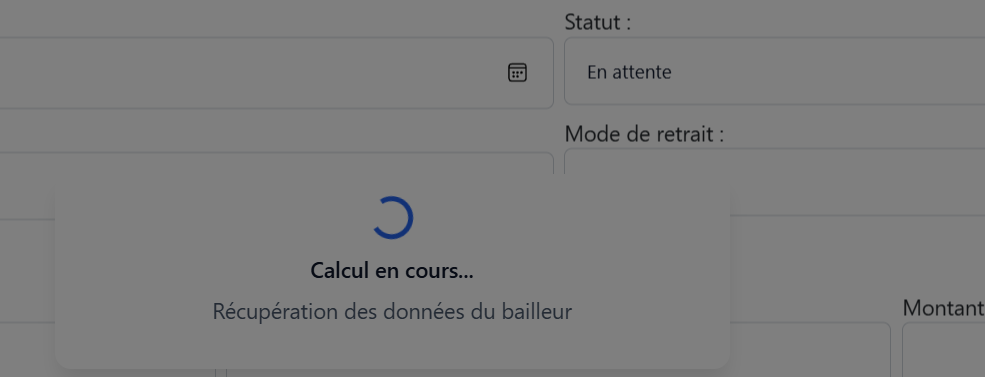 Statut :
En attente
Mode de retrait :
Calcul en cours...
Récupération des données du bailleur
Montant